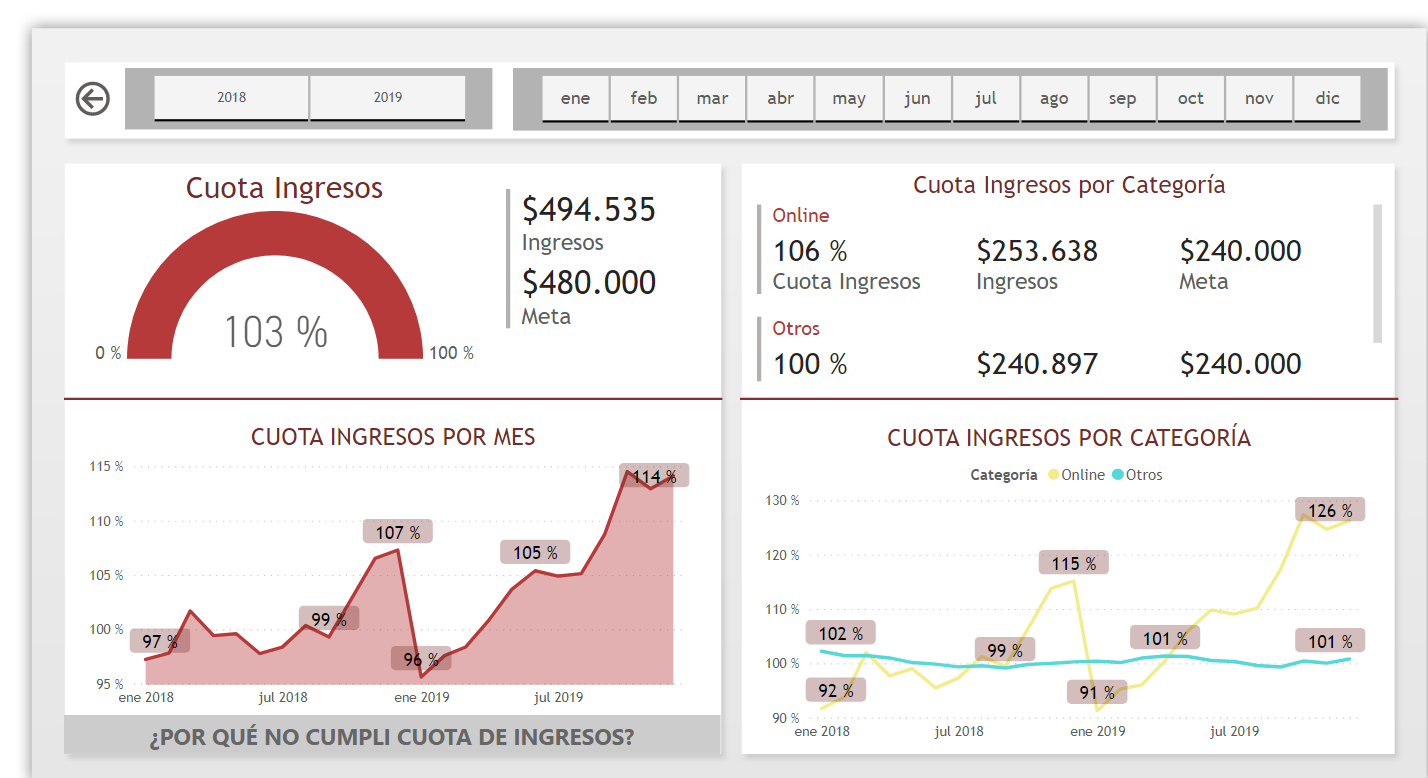 2018 2019 ene feb mar abr may jun jul ago sep oct nov dic
Cuota Ingresos
103 %
0 % 100 %
$494.535
Ingresos
$480.000
Meta
Cuota Ingresos por Categoría
Online
106 % $253.638 $240.000
Cuota Ingresos Ingresos Meta
Otros
100 % $240.897 $240.000
CUOTA INGRESOS POR MES
115 %
110 %
105 %
100 %
95 %
97 %
99 %
107 %
96 %
105 %
114 %
ene 2018 jul 2018 ene 2019 jul 2019
¿POR QUÉ NO CUMPLI CUOTA DE INGRESOS?
CUOTA INGRESOS POR CATEGORÍA
Categoría Online Otros
130 %
120 %
110 %
100 %
90 %
102 %
92 %
99 %
115 %
91 %
101 %
126 %
101 %
ene 2018 jul 2018 ene 2019 jul 2019